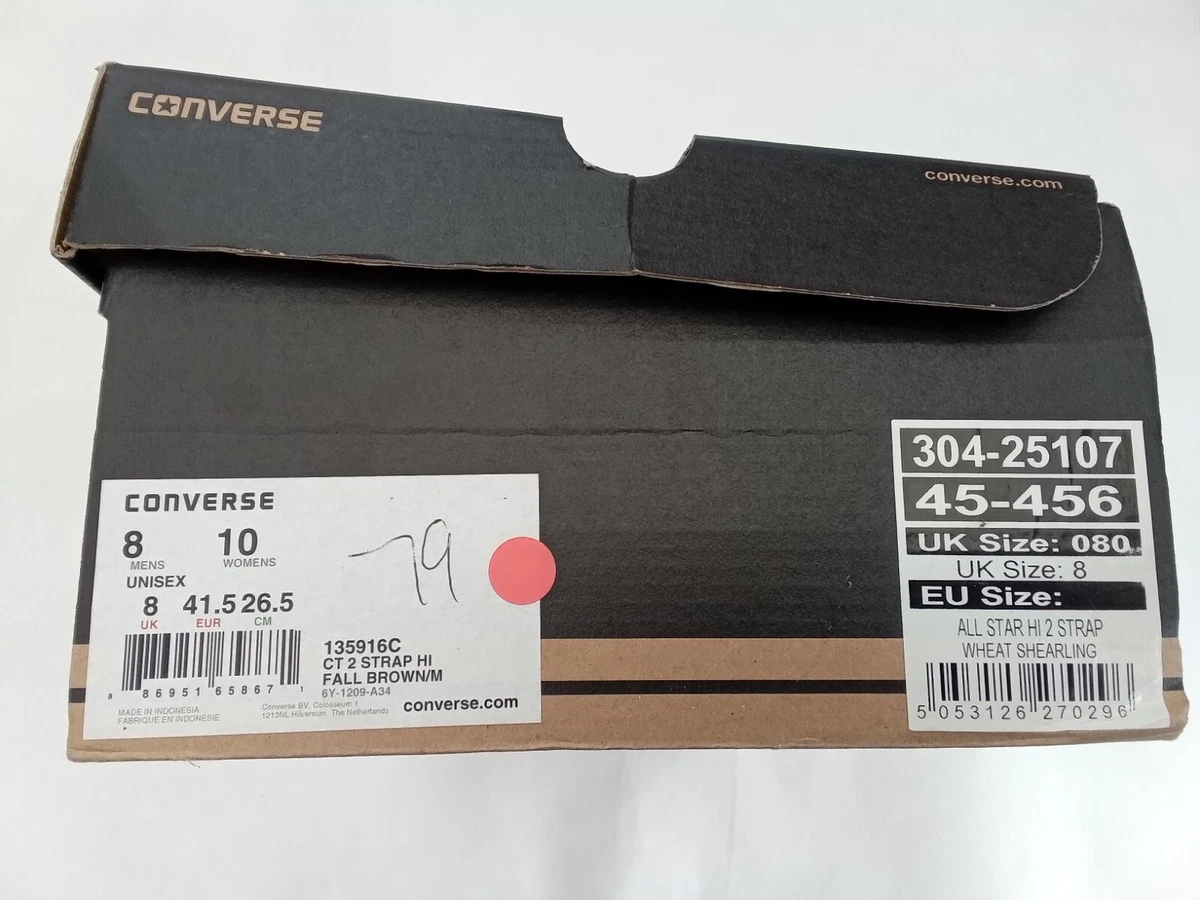 CONVERSE
converse.com
CONVERSE
8 10
MENS WOMENS
UNISEX
8 41.5 26.5
UK EUR CM
8 86951 65867 1
79
135916C
CT 2 STRAP HI
FALL BROWN/M
6Y-1209-A34
MADE IN INDONESIA
FABRIQUE EN INDONESIE
Converse BV, Colosseum 1
1213NL Hilversum The Netherlands
converse.com
304-25107
45-456
UK Size: 080
UK Size: 8
EU Size:
ALL STAR HI 2 STRAP
WHEAT SHEARLING
5 053126 270296